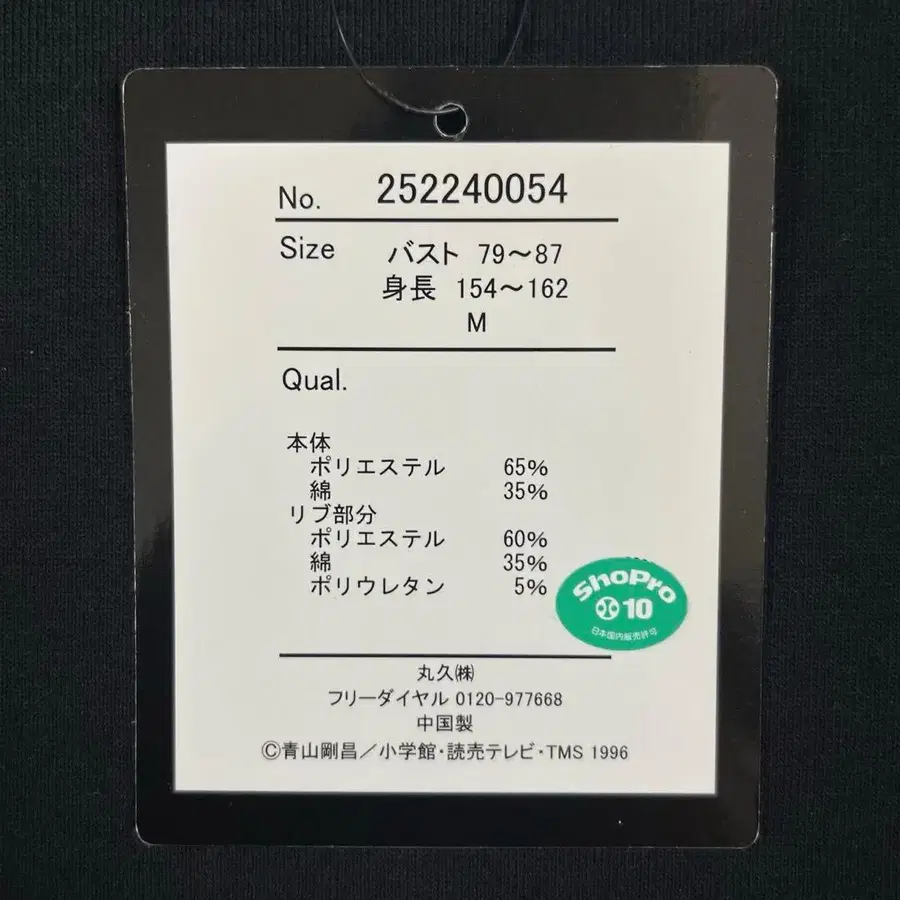 No. 252240054
Size バスト 79～87
身長 154～162
M
Qual.
本体
ポリエステル 65%
綿 35%
リブ部分
ポリエステル 60%
綿 35%
ポリウレタン 5%
ShoPro
10
日本国内販売許可
丸久㈱
フリーダイヤル 0120-977668
中国製
Ⓒ青山剛昌／小学館・読売テレビ・TMS 1996